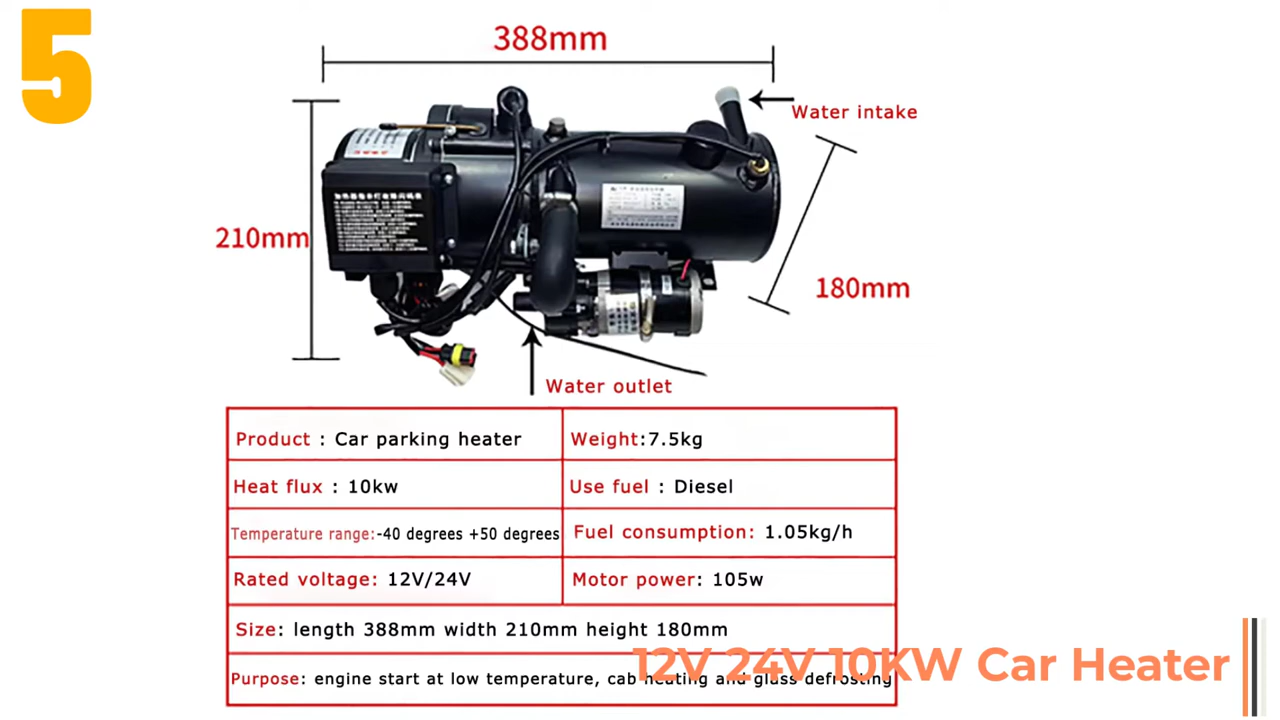 5
388mm
Water intake
210mm
180mm
Water outlet
Product : Car parking heater
Weight:7.5kg
Heat flux : 10kw
Use fuel : Diesel
Temperature range:-40 degrees +50 degrees
Fuel consumption: 1.05kg/h
Rated voltage: 12V/24V
Motor power: 105w
Size: length 388mm width 210mm height 180mm
12V 24V 10KW Car Heater
Purpose: engine start at low temperature, cab heating and glass defrosting